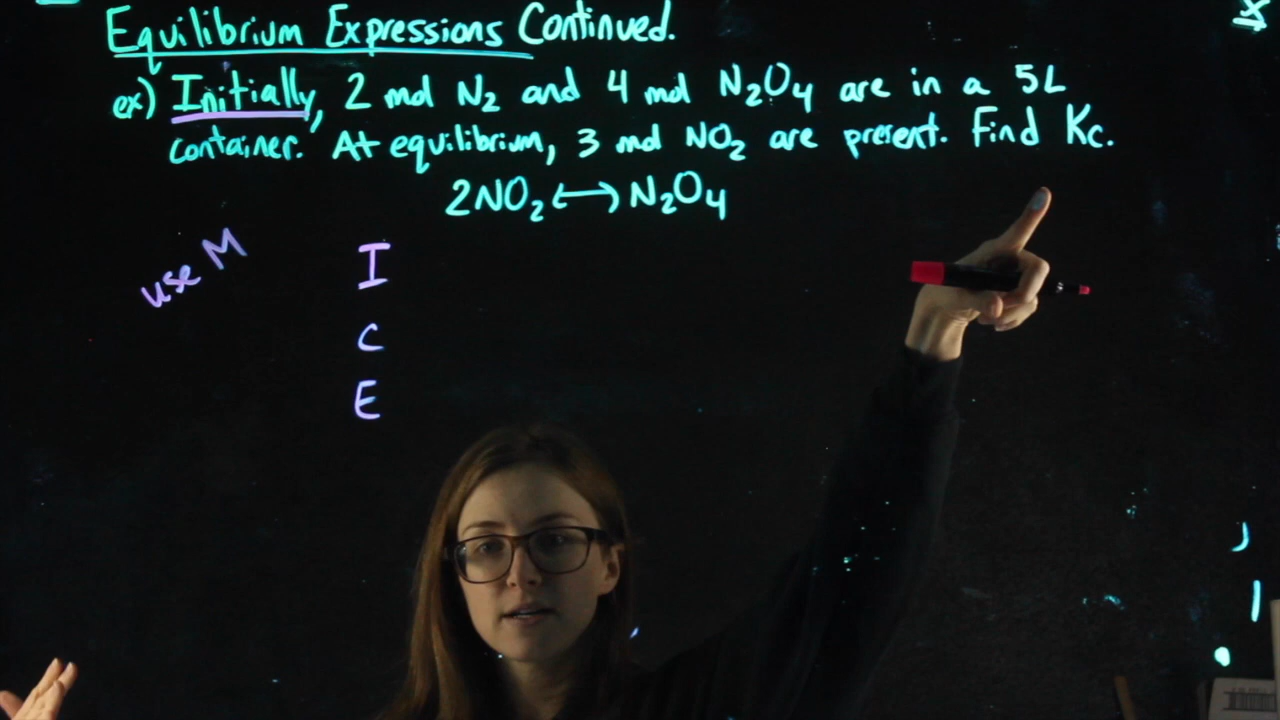 Equilibrium Expressions Continued.
ex) Initially, 2 mol N₂ and 4 mol N₂O₄ are in a 5L
container. At equilibrium, 3 mol NO₂ are present. Find Kc.
2NO₂ ⟷ N₂O₄
use M
I
C
E